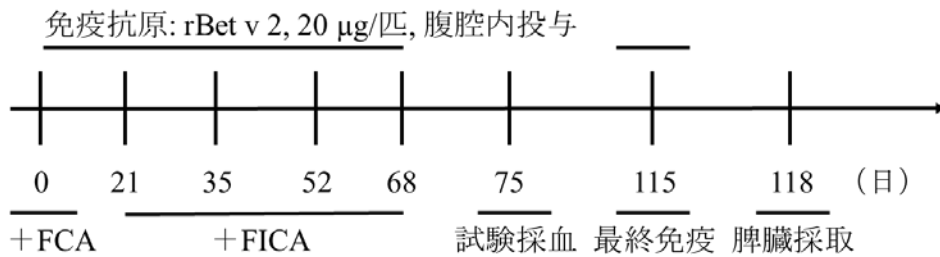 免疫抗原: rBet v 2, 20 μg/匹, 腹腔内投与
0 21 35 52 68 75 115 118 （日）
＋FCA ＋FICA 試験採血 最終免疫 脾臓採取